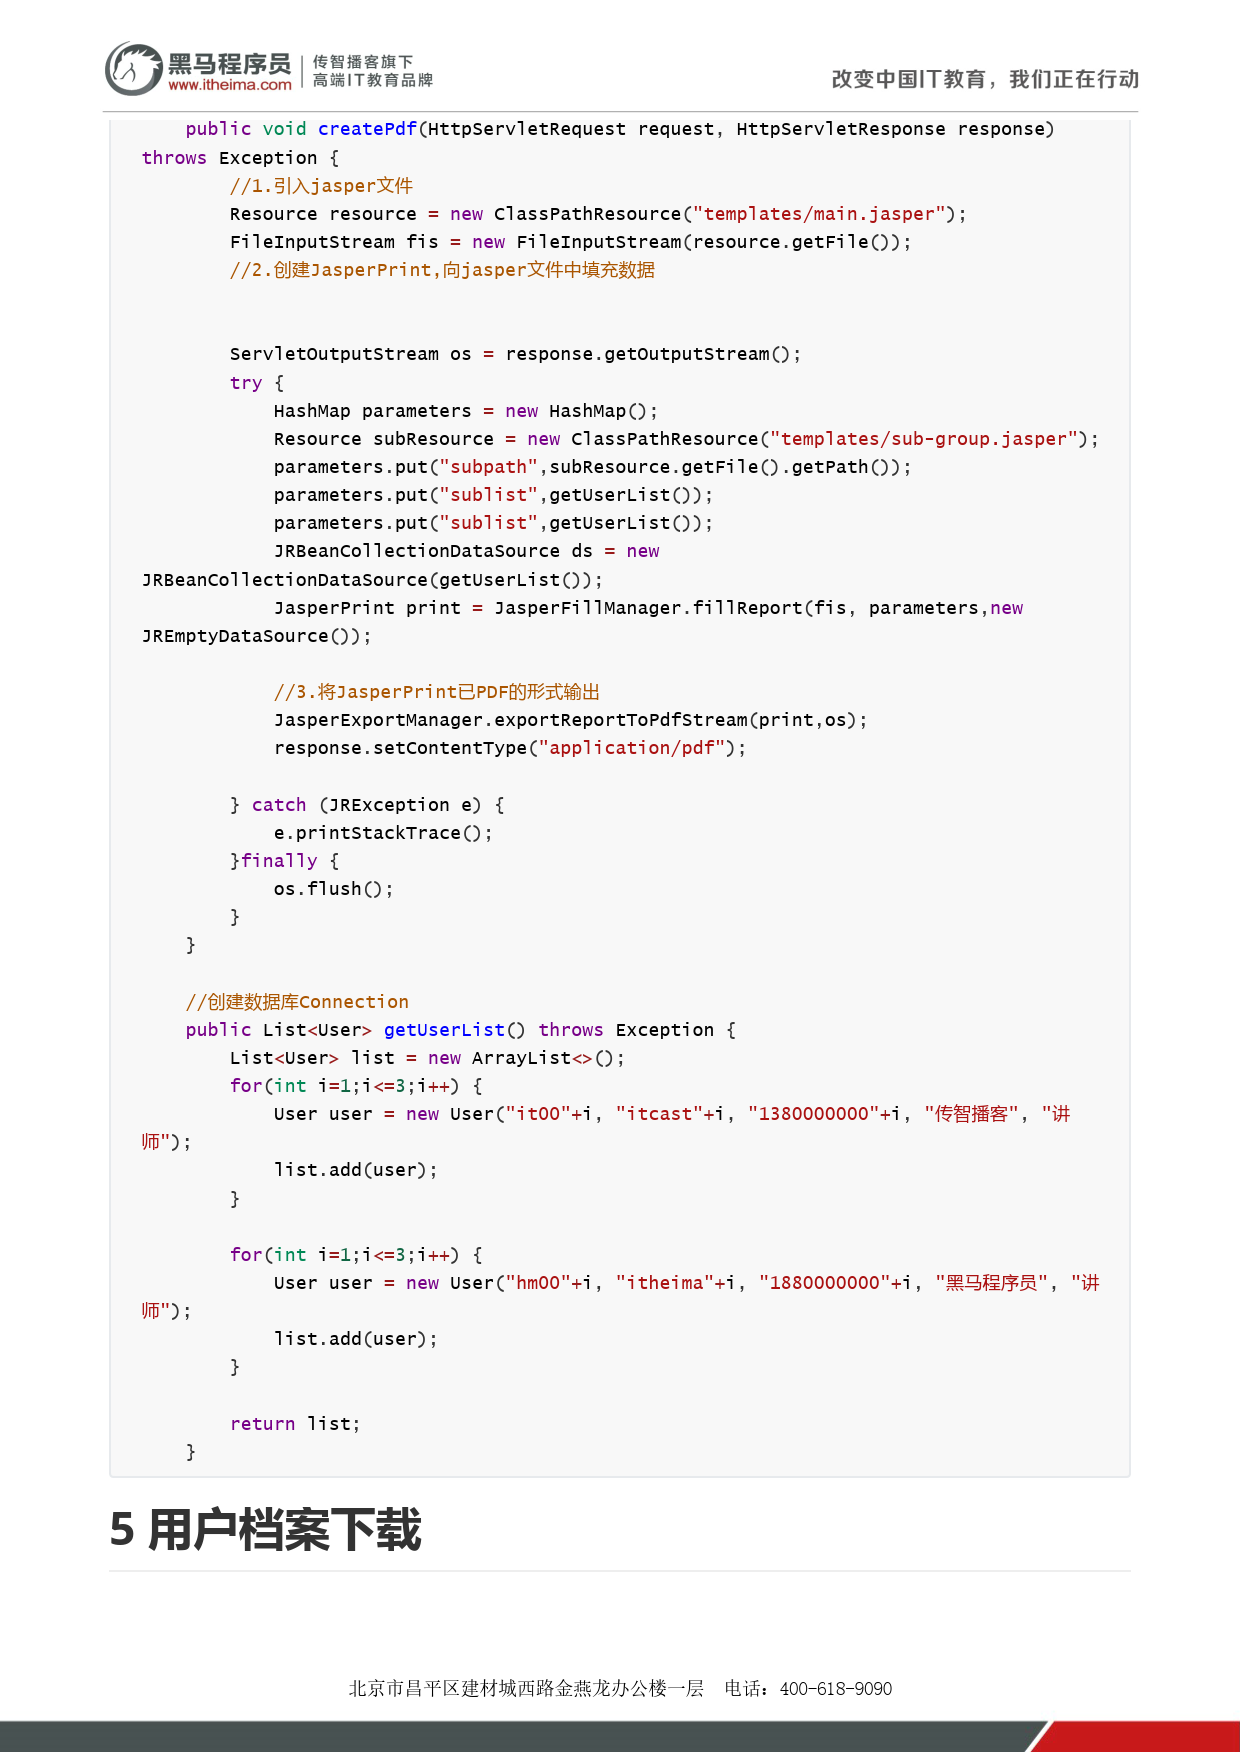 黑马程序员
www.itheima.com
传智播客旗下
高端IT教育品牌
改变中国IT教育，我们正在行动
    public void createPdf(HttpServletRequest request, HttpServletResponse response)
throws Exception {
        //1.引入jasper文件
        Resource resource = new ClassPathResource("templates/main.jasper");
        FileInputStream fis = new FileInputStream(resource.getFile());
        //2.创建JasperPrint,向jasper文件中填充数据
        ServletOutputStream os = response.getOutputStream();
        try {
            HashMap parameters = new HashMap();
            Resource subResource = new ClassPathResource("templates/sub-group.jasper");
            parameters.put("subpath",subResource.getFile().getPath());
            parameters.put("sublist",getUserList());
            parameters.put("sublist",getUserList());
            JRBeanCollectionDataSource ds = new
JRBeanCollectionDataSource(getUserList());
            JasperPrint print = JasperFillManager.fillReport(fis, parameters,new
JREmptyDataSource());
            //3.将JasperPrint已PDF的形式输出
            JasperExportManager.exportReportToPdfStream(print,os);
            response.setContentType("application/pdf");
        } catch (JRException e) {
            e.printStackTrace();
        }finally {
            os.flush();
        }
    }
    //创建数据库Connection
    public List<User> getUserList() throws Exception {
        List<User> list = new ArrayList<>();
        for(int i=1;i<=3;i++) {
            User user = new User("it00"+i, "itcast"+i, "1380000000"+i, "传智播客", "讲
师");
            list.add(user);
        }
        for(int i=1;i<=3;i++) {
            User user = new User("hm00"+i, "itheima"+i, "1880000000"+i, "黑马程序员", "讲
师");
            list.add(user);
        }
        return list;
    }
5 用户档案下载
北京市昌平区建材城西路金燕龙办公楼一层 电话：400-618-9090